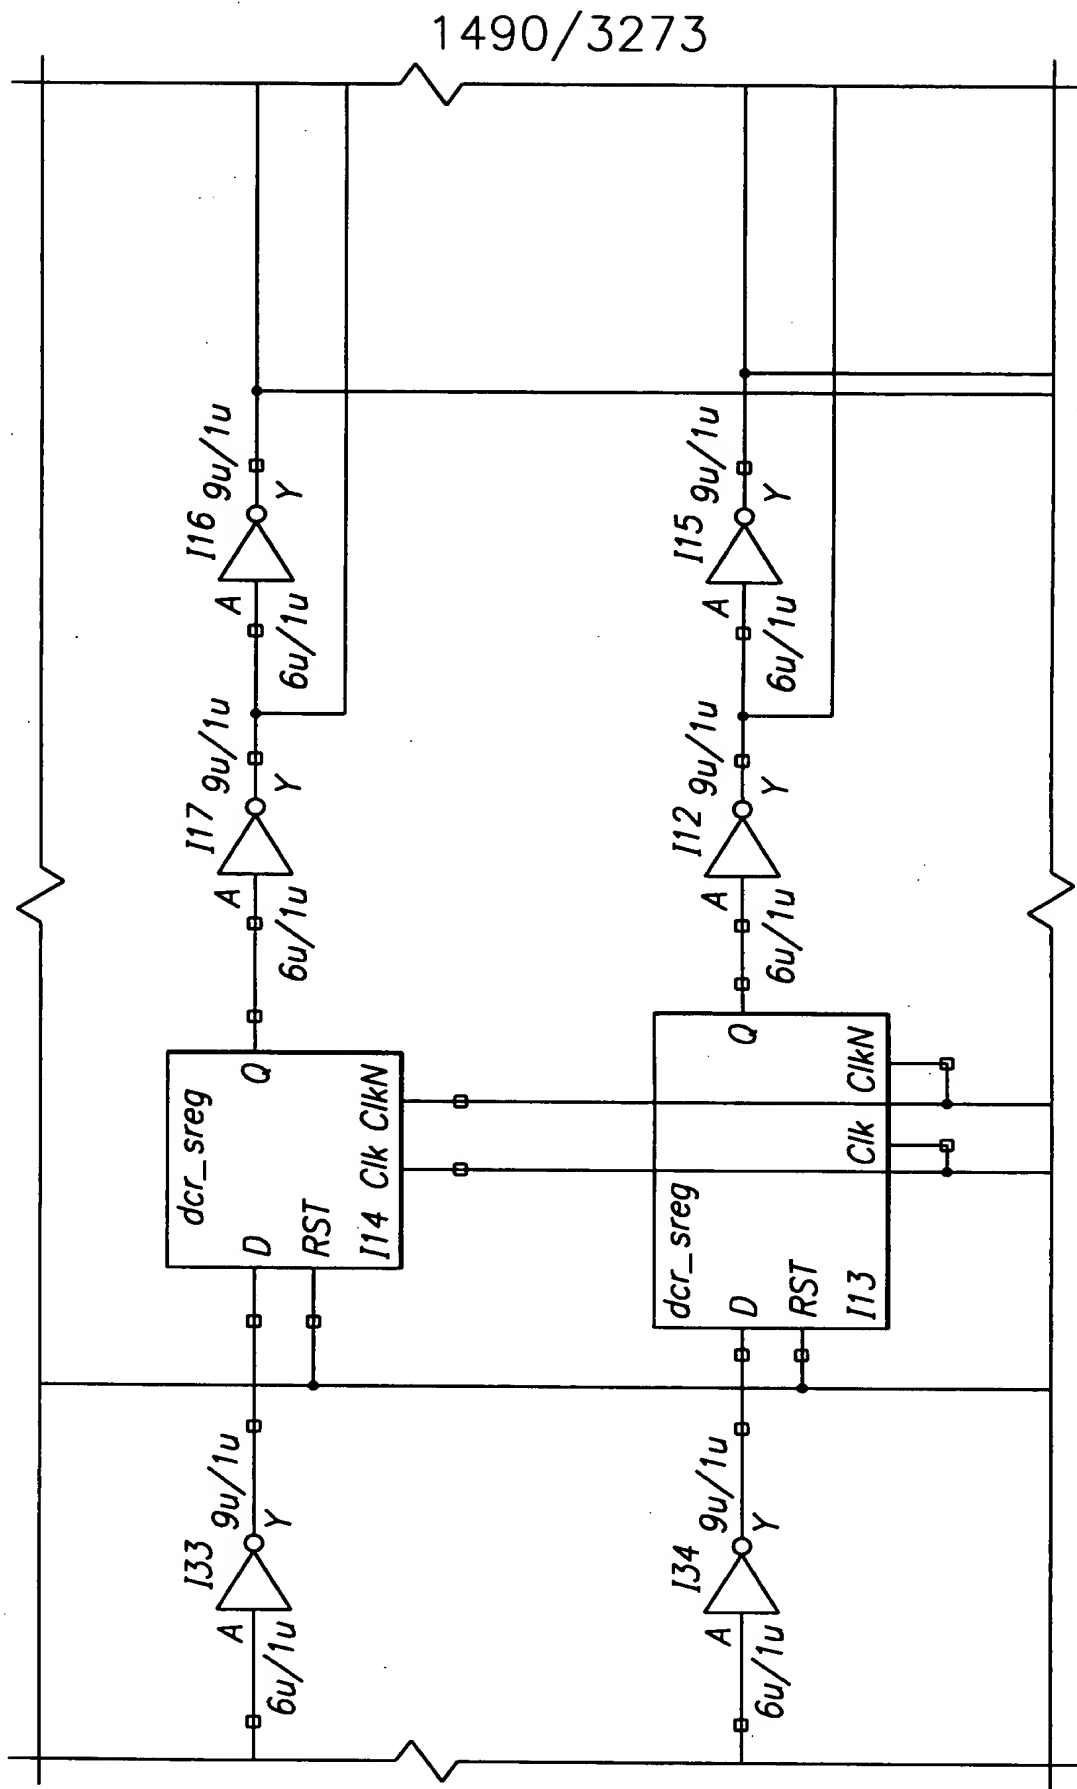 1490/3273
I16
9u/1u
Y
A
6u/1u
I15
9u/1u
Y
A
6u/1u
I17
9u/1u
Y
A
6u/1u
I12
9u/1u
Y
A
6u/1u
dcr_sreg
Q
D
RST
Clk
ClkN
I14
dcr_sreg
Q
D
RST
Clk
ClkN
I13
I33
9u/1u
Y
A
6u/1u
I34
9u/1u
Y
A
6u/1u